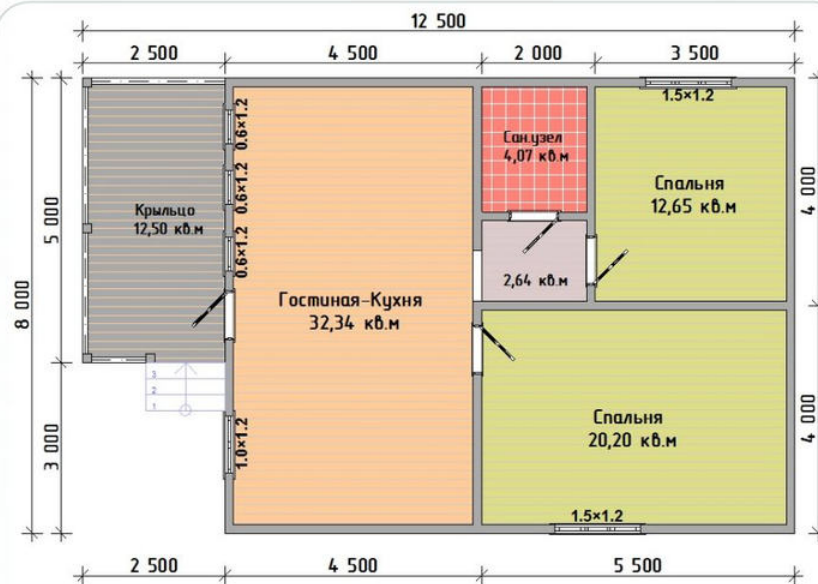 12 500
2 500
4 500
2 000
3 500
1.5×1.2
0.6×1.2
0.6×1.2
0.6×1.2
Сан.узел
4,07 кв.м
Спальня
12,65 кв.м
4 000
5 000
8 000
Крыльцо
12,50 кв.м
2,64 кв.м
Гостиная-Кухня
32,34 кв.м
3
2
1
1.0×1.2
3 000
Спальня
20,20 кв.м
4 000
1.5×1.2
2 500
4 500
5 500